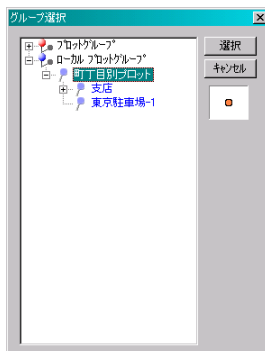 グループ選択
ﾌﾟﾛｯﾄｸﾞﾙｰﾌﾟ
ﾛｰｶﾙ ﾌﾟﾛｯﾄｸﾞﾙｰﾌﾟ
町丁目別プロット
支店
東京駐車場-1
選択
ｷｬﾝｾﾙ